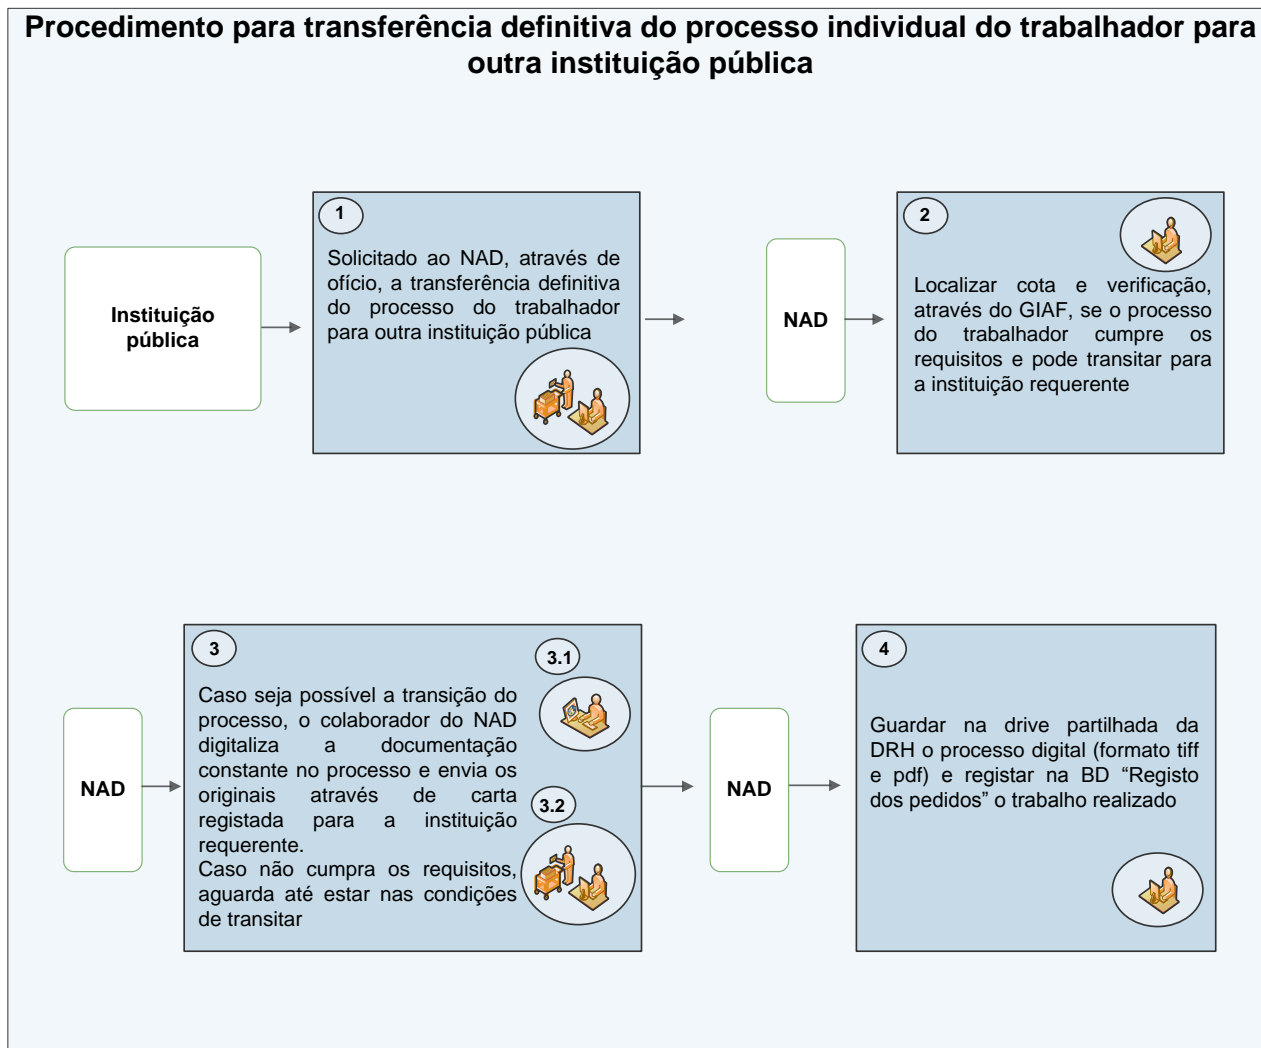 Procedimento para transferência definitiva do processo individual do trabalhador para
outra instituição pública
Instituição
pública
1
Solicitado ao NAD, através de
ofício, a transferência definitiva
do processo do trabalhador
para outra instituição pública
NAD
2
Localizar cota e verificação,
através do GIAF, se o processo
do trabalhador cumpre os
requisitos e pode transitar para
a instituição requerente
NAD
3
3.1
Caso seja possível a transição do
processo, o colaborador do NAD
digitaliza a documentação
constante no processo e envia os
originais através de carta
registada para a instituição
requerente.
Caso não cumpra os requisitos,
aguarda até estar nas condições
de transitar
3.2
NAD
4
Guardar na drive partilhada da
DRH o processo digital (formato tiff
e pdf) e registar na BD “Registo
dos pedidos” o trabalho realizado